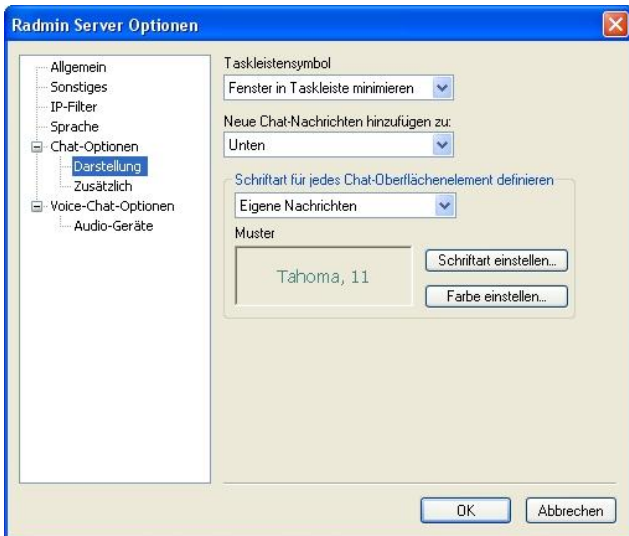 Radmin Server Optionen
Allgemein
Sonstiges
IP-Filter
Sprache
Chat-Optionen
Darstellung
Zusätzlich
Voice-Chat-Optionen
Audio-Geräte
Taskleistensymbol
Fenster in Taskleiste minimieren
Neue Chat-Nachrichten hinzufügen zu:
Unten
Schriftart für jedes Chat-Oberflächenelement definieren
Eigene Nachrichten
Muster
Tahoma, 11
Schriftart einstellen...
Farbe einstellen...
OK
Abbrechen